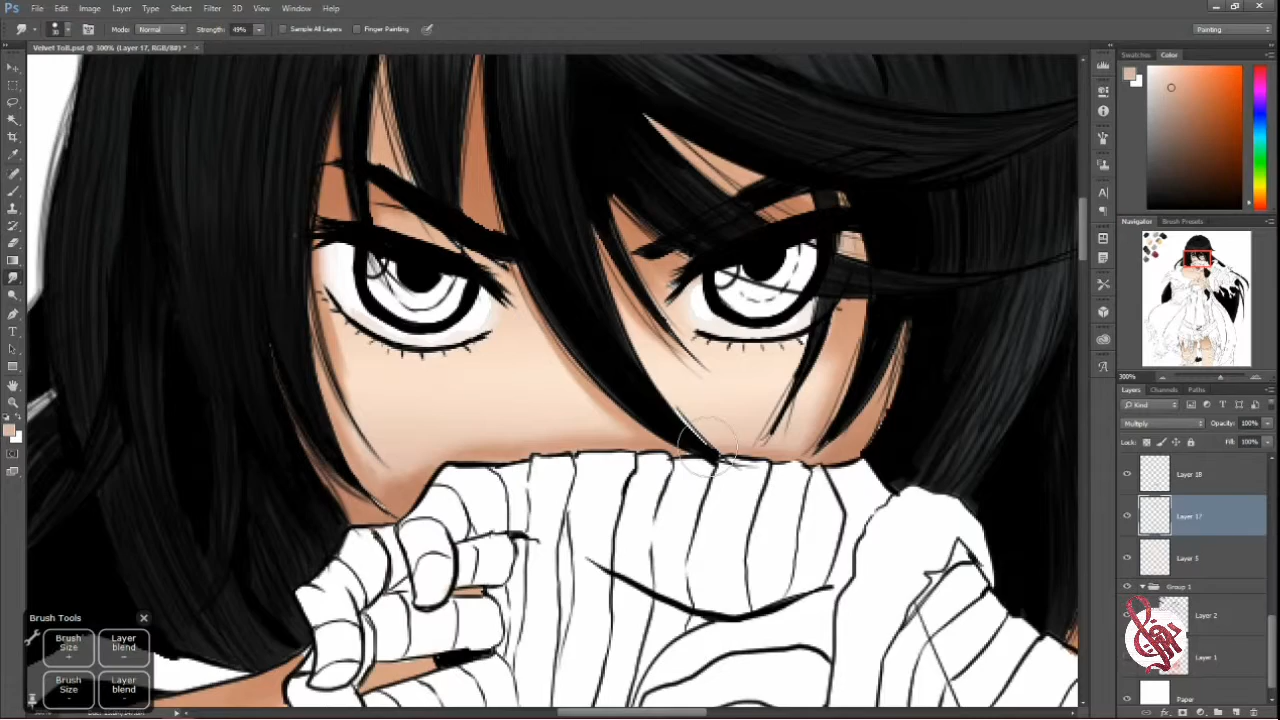 Ps File Edit Image Layer Type Select Filter 3D View Window Help
30 Mode: Normal Strength: 49% Sample All Layers Finger Painting Painting
Velvet ToB.psd @ 300% (Layer 17, RGB/8#) *
Swatches Color
Navigator Brush Presets
300%
Layers Channels Paths
Kind
Multiply Opacity: 100%
Lock: Fill: 100%
Layer 18
Layer 17
Layer 5
Group 1
Layer 2
Layer 1
Paper
Brush Tools
Brush Size +
Layer blend -
Brush Size -
Layer blend -